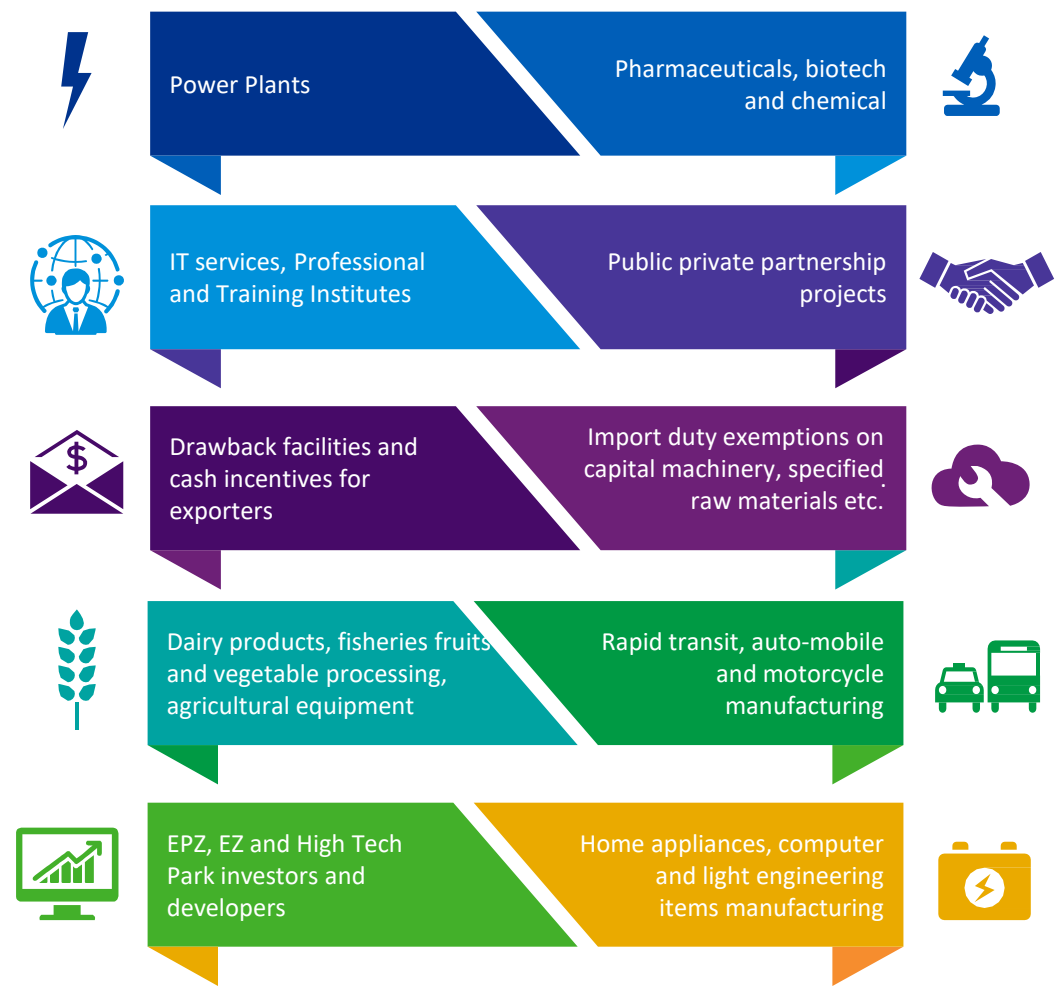 Power Plants
Pharmaceuticals, biotech
and chemical
IT services, Professional
and Training Institutes
Public private partnership
projects
$
Drawback facilities and
cash incentives for
exporters
Import duty exemptions on
capital machinery, specified
raw materials etc.
Dairy products, fisheries fruits
and vegetable processing,
agricultural equipment
Rapid transit, auto-mobile
and motorcycle
manufacturing
EPZ, EZ and High Tech
Park investors and
developers
Home appliances, computer
and light engineering
items manufacturing